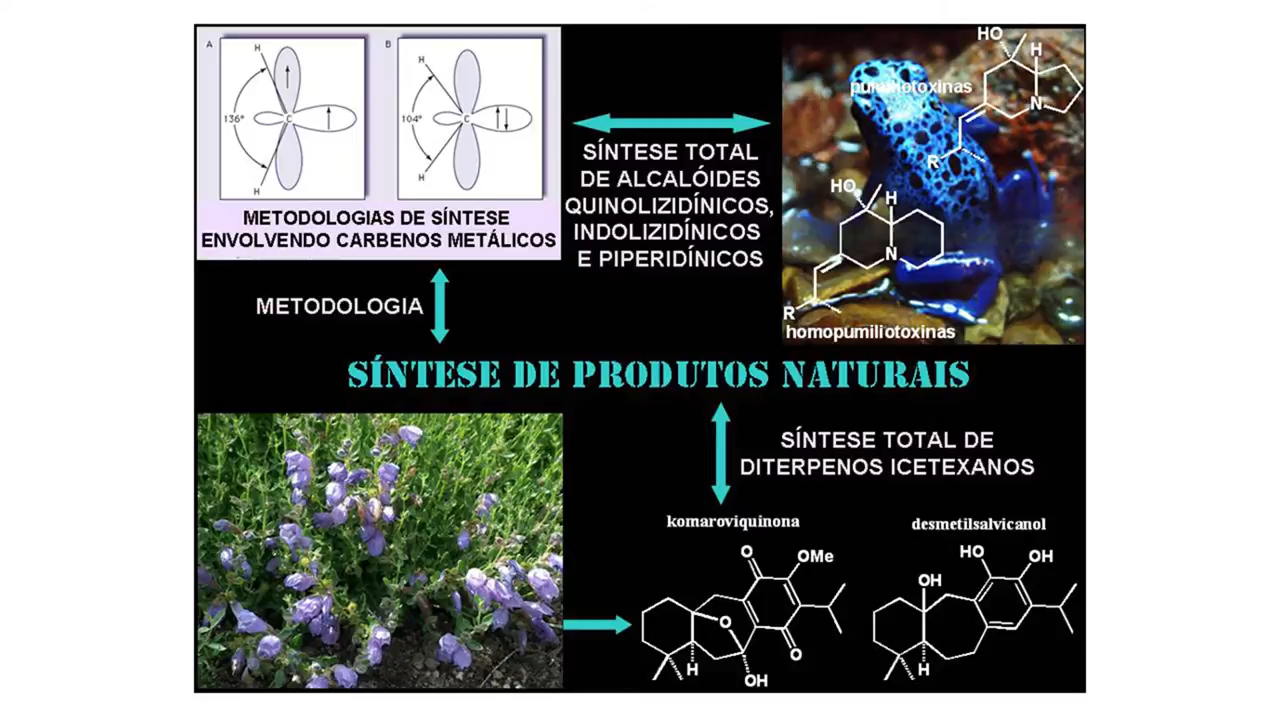 A
H
136°
C
H
B
H
104°
C
H
METODOLOGIAS DE SÍNTESE
ENVOLVENDO CARBENOS METÁLICOS
SÍNTESE TOTAL
DE ALCALÓIDES
QUINOLIZIDÍNICOS,
INDOLIZIDÍNICOS
E PIPERIDÍNICOS
HO
H
pumiliotoxinas
N
R
HO
H
N
R
homopumiliotoxinas
METODOLOGIA
SÍNTESE DE PRODUTOS NATURAIS
SÍNTESE TOTAL DE
DITERPENOS ICETEXANOS
komaroviquinona
O
OMe
O
O
H
OH
desmetilsalvicanol
HO
OH
OH
H